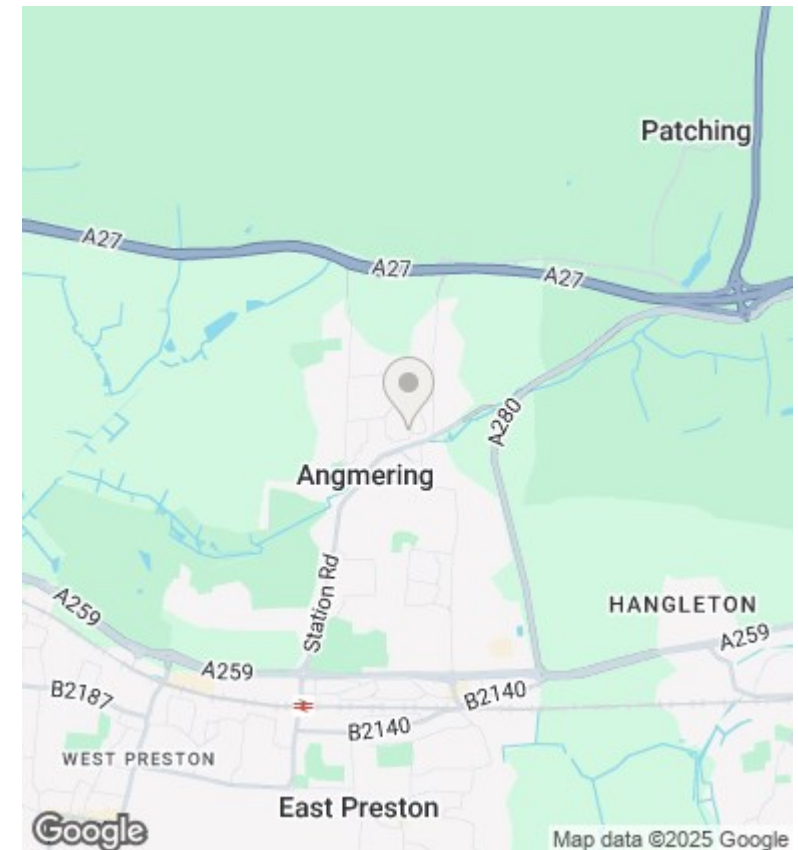 Patching
A27
A27
A27
A280
Angmering
Station Rd
HANGLETON
A259
A259
A259
B2187
B2140
B2140
WEST PRESTON
East Preston
Google
Map data ©2025 Google